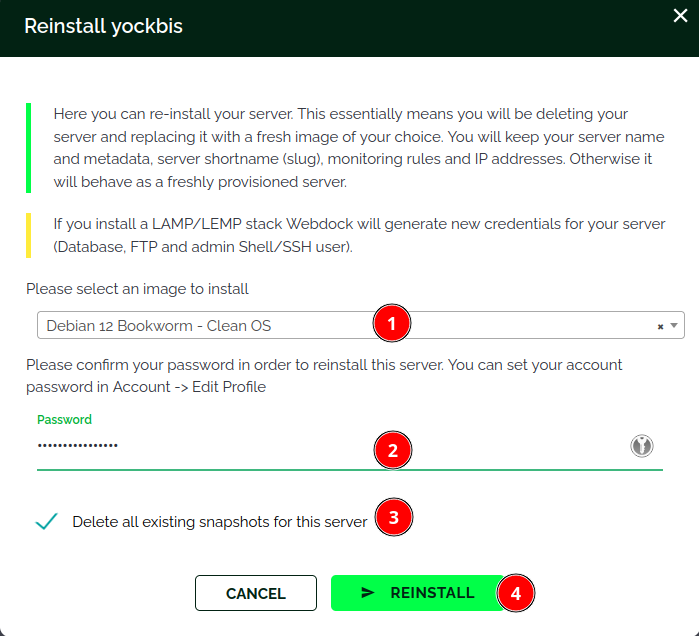 Reinstall yockbis
Here you can re-install your server. This essentially means you will be deleting your
server and replacing it with a fresh image of your choice. You will keep your server name
and metadata, server shortname (slug), monitoring rules and IP addresses. Otherwise it
will behave as a freshly provisioned server.
If you install a LAMP/LEMP stack Webdock will generate new credentials for your server
(Database, FTP and admin Shell/SSH user).
Please select an image to install
Debian 12 Bookworm - Clean OS 1
Please confirm your password in order to reinstall this server. You can set your account
password in Account -> Edit Profile
Password
•••••••••••••••• 2
Delete all existing snapshots for this server 3
CANCEL REINSTALL 4